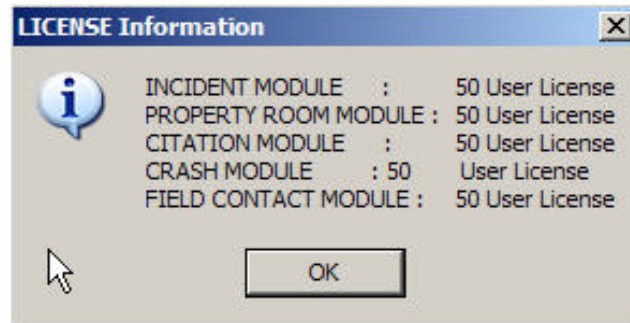 LICENSE Information
INCIDENT MODULE : 50 User License
PROPERTY ROOM MODULE : 50 User License
CITATION MODULE : 50 User License
CRASH MODULE : 50 User License
FIELD CONTACT MODULE : 50 User License
OK